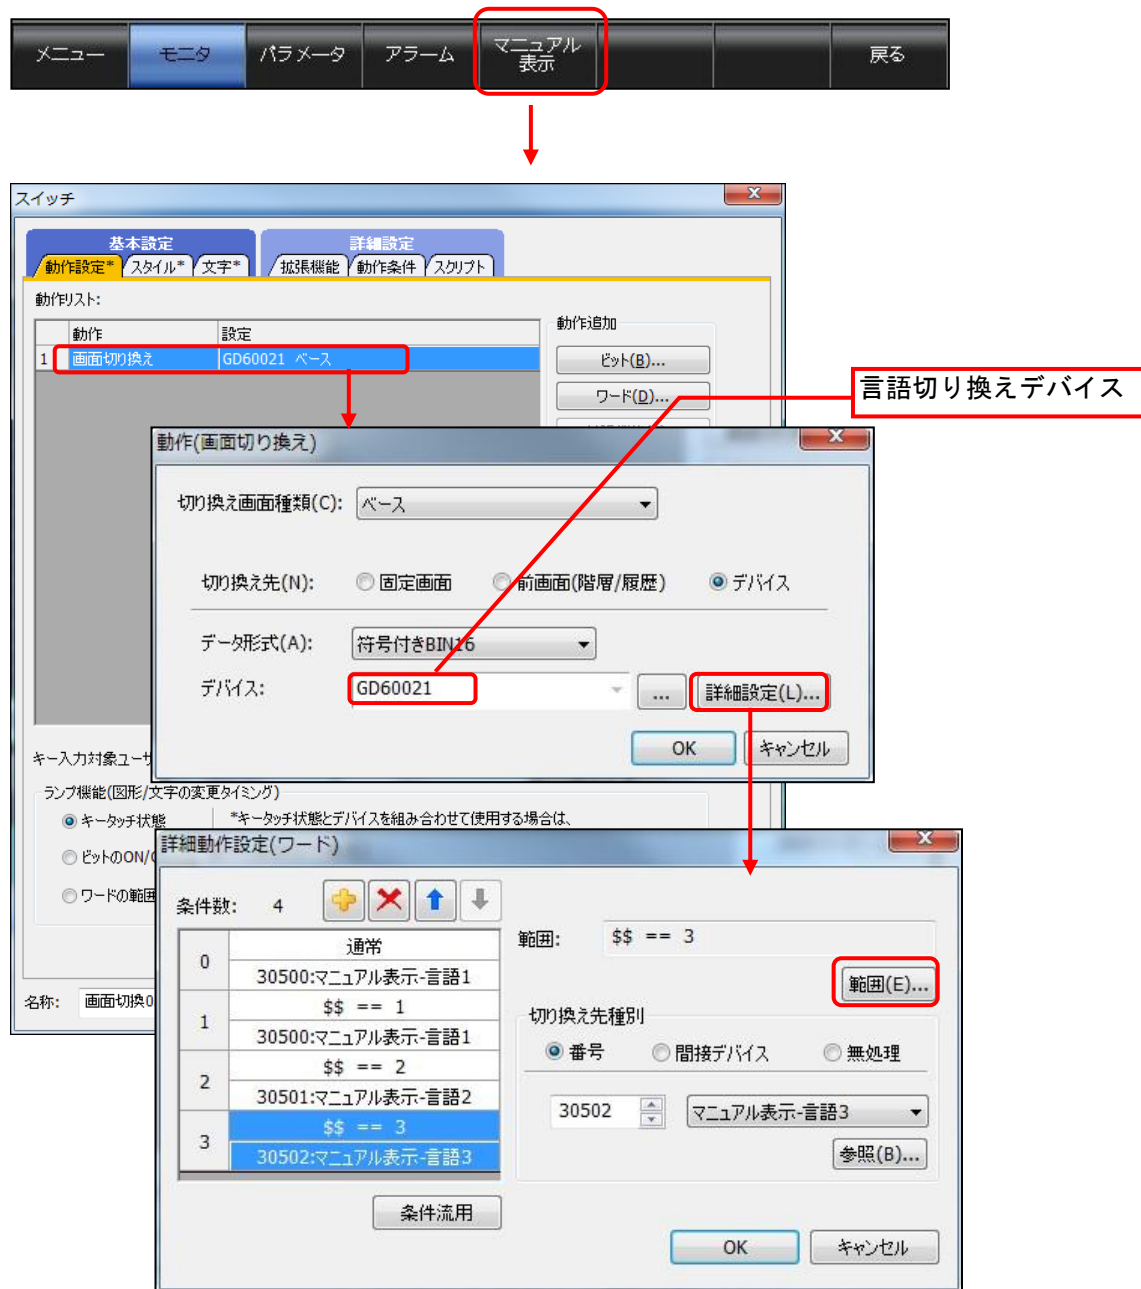 メニュー
モニタ
パラメータ
アラーム
マニュアル
表示
戻る
スイッチ
基本設定
詳細設定
動作設定*
スタイル*
文字*
拡張機能
動作条件
スクリプト
動作リスト:
動作
設定
1
画面切り換え
GD60021 ベース
動作追加
ビット(B)...
ワード(D)...
言語切り換えデバイス
動作(画面切り換え)
切り換え画面種類(C):
ベース
切り換え先(N):
固定画面
前画面(階層/履歴)
デバイス
データ形式(A):
符号付きBIN16
デバイス:
GD60021
...
詳細設定(L)...
OK
キャンセル
キー入力対象ユーザ
ランプ機能(図形/文字の変更タイミング)
キータッチ状態
*キータッチ状態とデバイスを組み合わせて使用する場合は、
ビットのON/O
ワードの範囲
名称:
画面切換0
詳細動作設定(ワード)
条件数: 4
0
通常
30500:マニュアル表示-言語1
1
$$ == 1
30500:マニュアル表示-言語1
2
$$ == 2
30501:マニュアル表示-言語2
3
$$ == 3
30502:マニュアル表示-言語3
条件流用
範囲: $$ == 3
範囲(E)...
切り換え先種別
番号
間接デバイス
無処理
30502
マニュアル表示-言語3
参照(B)...
OK
キャンセル